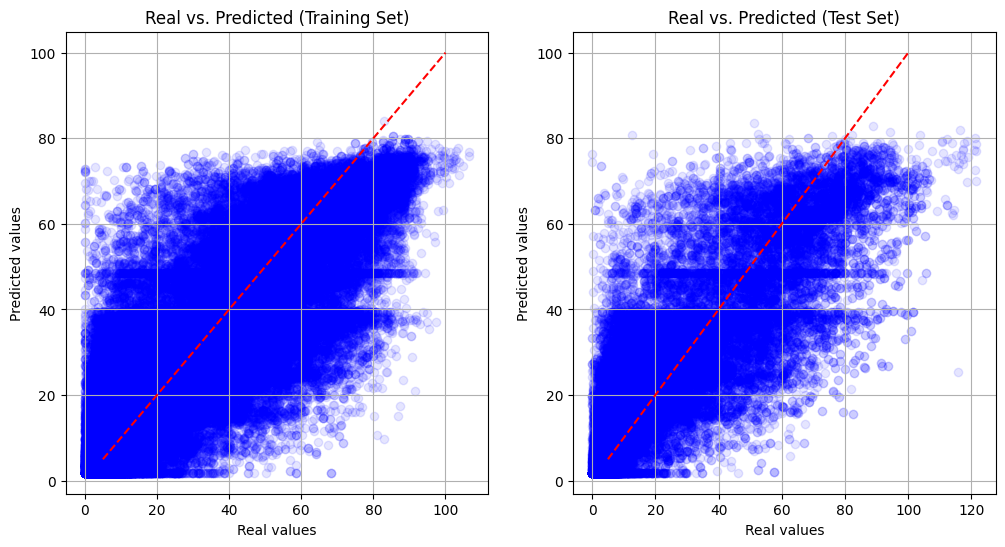 Real vs. Predicted (Training Set)
Predicted values
100
80
60
40
20
0
0 20 40 60 80 100
Real values
Real vs. Predicted (Test Set)
Predicted values
100
80
60
40
20
0
0 20 40 60 80 100 120
Real values